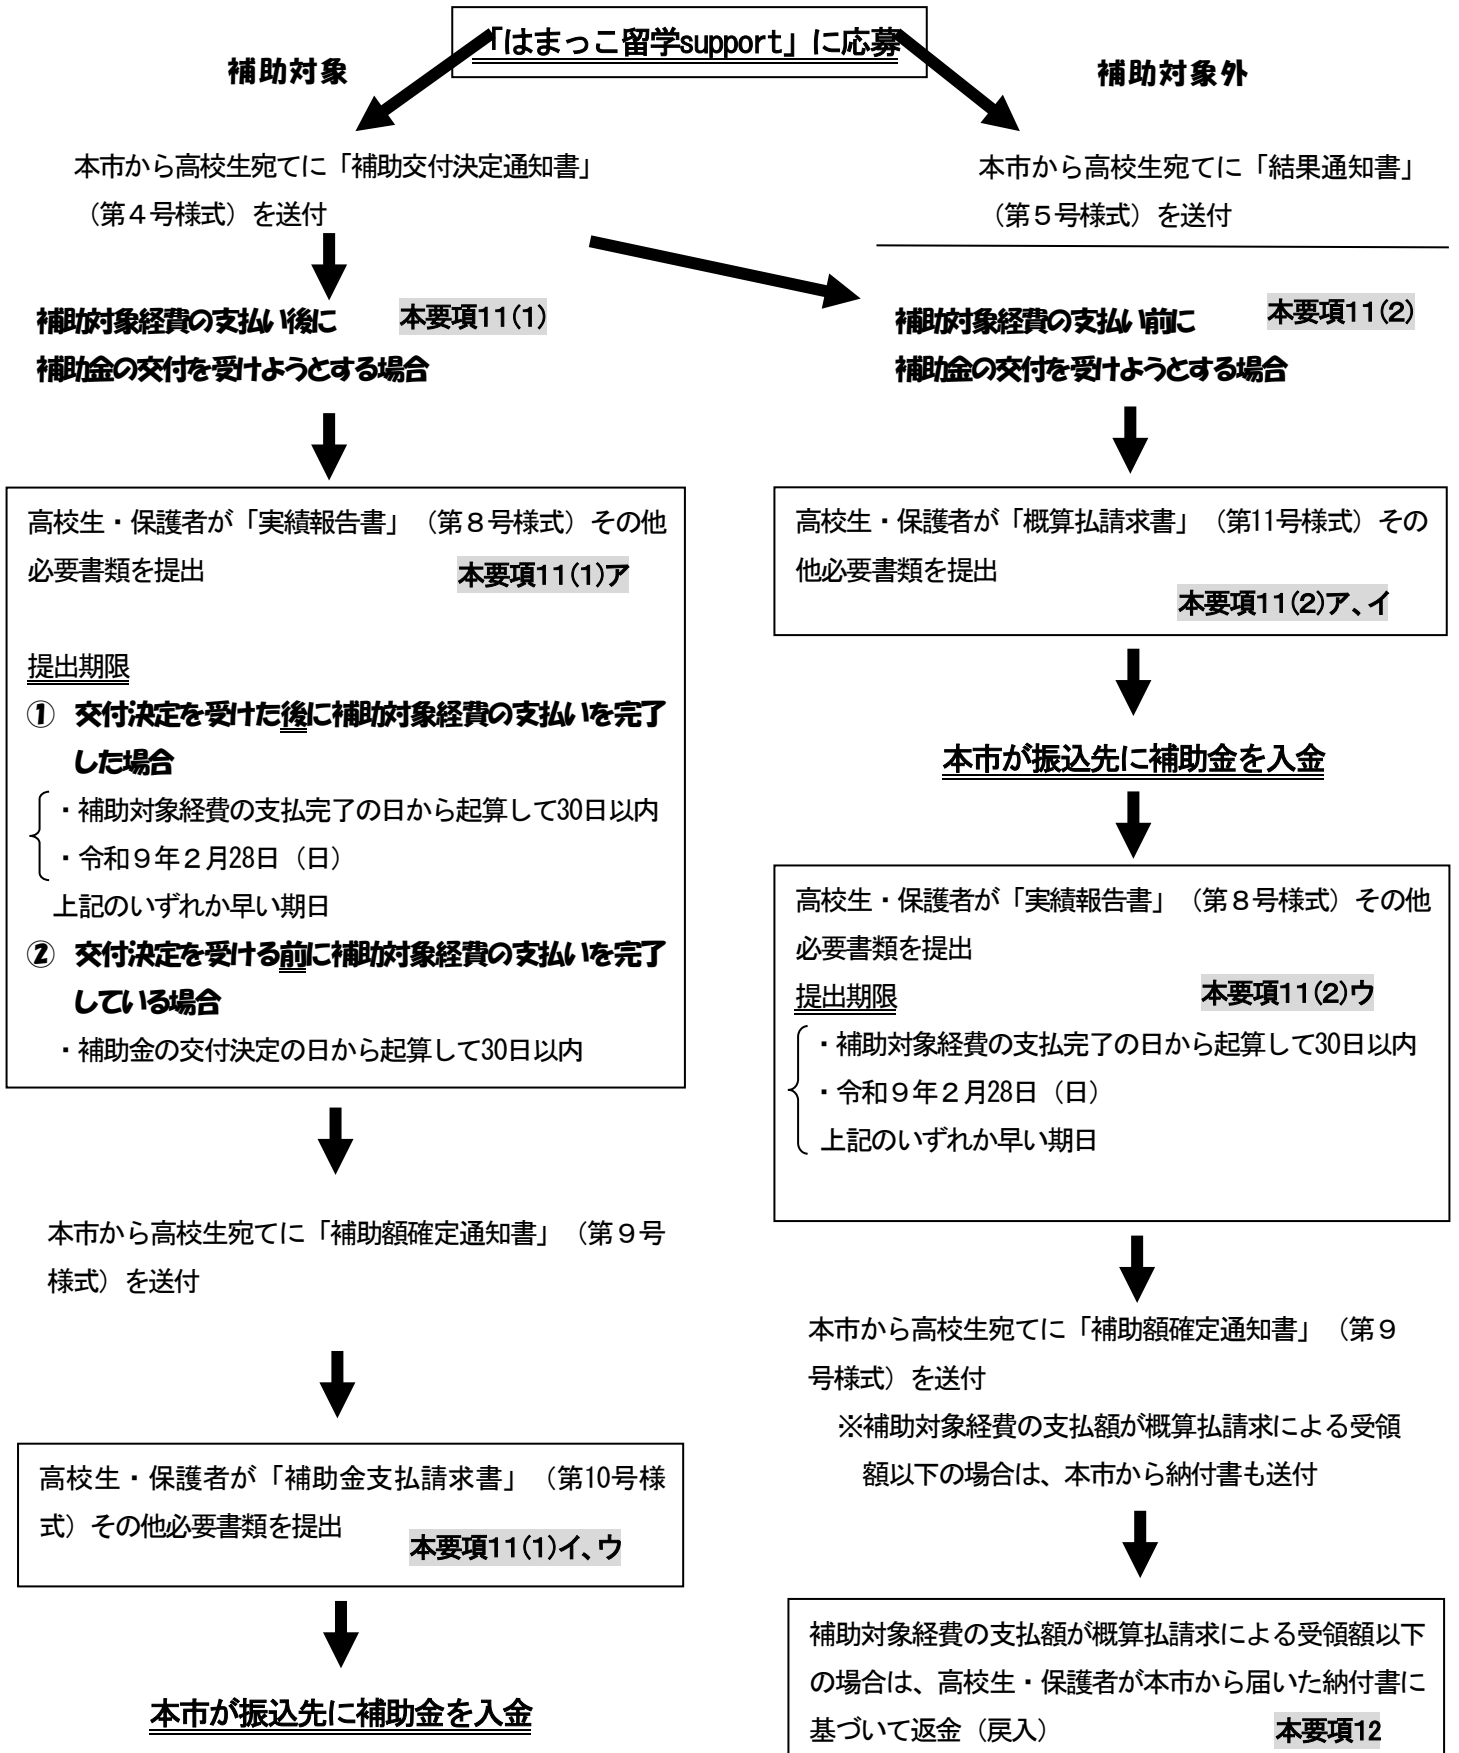 「はまっこ留学support」に応募
補助対象
補助対象外
本市から高校生宛てに「補助交付決定通知書」
（第４号様式）を送付
本市から高校生宛てに「結果通知書」
（第５号様式）を送付
補助対象経費の支払い後に
本要項11(1)
補助金の交付を受けようとする場合
高校生・保護者が「実績報告書」（第８号様式）その他
必要書類を提出
本要項11(1)ア
提出期限
① 交付決定を受けた後に補助対象経費の支払いを完了
した場合
・補助対象経費の支払完了の日から起算して30日以内
・令和９年２月28日（日）
上記のいずれか早い期日
② 交付決定を受ける前に補助対象経費の支払いを完了
している場合
・補助金の交付決定の日から起算して30日以内
本市から高校生宛てに「補助額確定通知書」（第９号
様式）を送付
高校生・保護者が「補助金支払請求書」（第10号様
式）その他必要書類を提出
本要項11(1)イ、ウ
本市が振込先に補助金を入金
補助対象経費の支払い前に
本要項11(2)
補助金の交付を受けようとする場合
高校生・保護者が「概算払請求書」（第11号様式）その
他必要書類を提出
本要項11(2)ア、イ
本市が振込先に補助金を入金
高校生・保護者が「実績報告書」（第８号様式）その他
必要書類を提出
提出期限
本要項11(2)ウ
・補助対象経費の支払完了の日から起算して30日以内
・令和９年２月28日（日）
上記のいずれか早い期日
本市から高校生宛てに「補助額確定通知書」（第９
号様式）を送付
※補助対象経費の支払額が概算払請求による受領
額以下の場合は、本市から納付書も送付
補助対象経費の支払額が概算払請求による受領額以下
の場合は、高校生・保護者が本市から届いた納付書に
基づいて返金（戻入）
本要項12